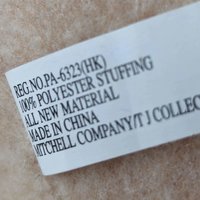 REG.NO.PA-6323(HK)
100% POLYESTER STUFFING
ALL NEW MATERIAL
MADE IN CHINA
MITCHELL COMPANY/T J COLLEC